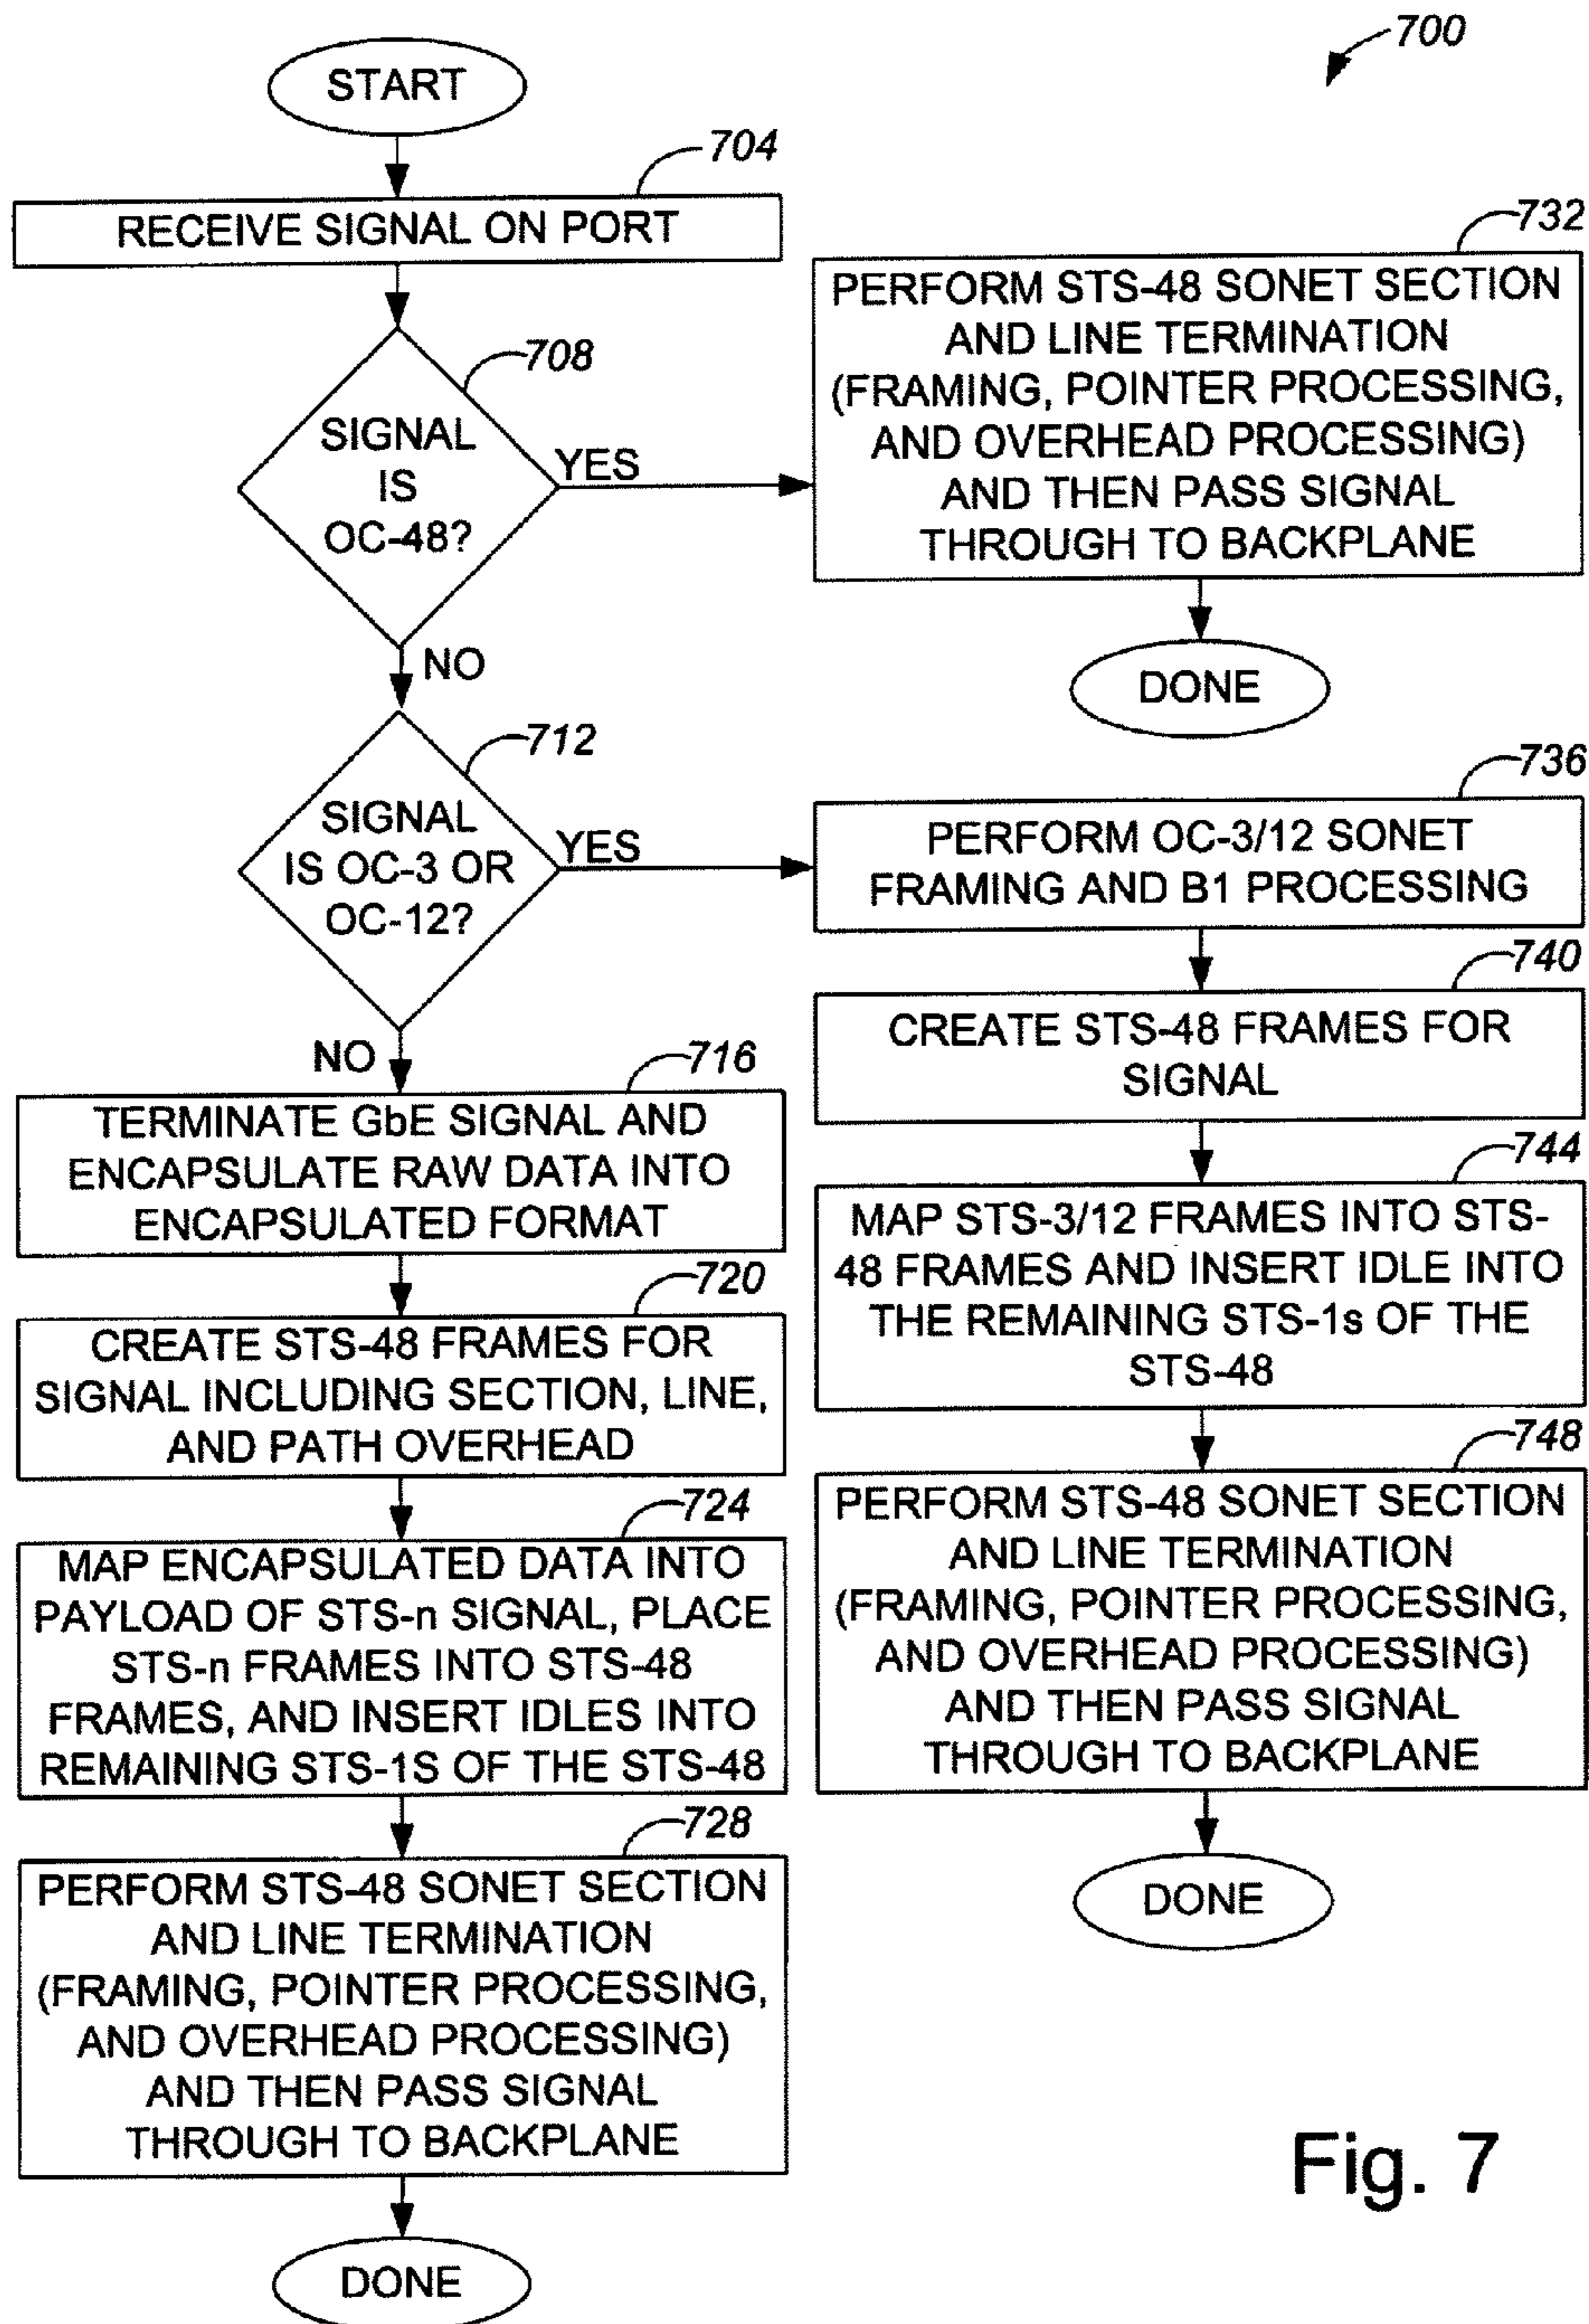 700
START
704
RECEIVE SIGNAL ON PORT
708
SIGNAL
IS
OC-48?
YES
NO
732
PERFORM STS-48 SONET SECTION
AND LINE TERMINATION
(FRAMING, POINTER PROCESSING,
AND OVERHEAD PROCESSING)
AND THEN PASS SIGNAL
THROUGH TO BACKPLANE
DONE
712
SIGNAL
IS OC-3 OR
OC-12?
YES
NO
736
PERFORM OC-3/12 SONET
FRAMING AND B1 PROCESSING
740
CREATE STS-48 FRAMES FOR
SIGNAL
744
MAP STS-3/12 FRAMES INTO STS-
48 FRAMES AND INSERT IDLE INTO
THE REMAINING STS-1s OF THE
STS-48
748
PERFORM STS-48 SONET SECTION
AND LINE TERMINATION
(FRAMING, POINTER PROCESSING,
AND OVERHEAD PROCESSING)
AND THEN PASS SIGNAL
THROUGH TO BACKPLANE
DONE
716
TERMINATE GbE SIGNAL AND
ENCAPSULATE RAW DATA INTO
ENCAPSULATED FORMAT
720
CREATE STS-48 FRAMES FOR
SIGNAL INCLUDING SECTION, LINE,
AND PATH OVERHEAD
724
MAP ENCAPSULATED DATA INTO
PAYLOAD OF STS-n SIGNAL, PLACE
STS-n FRAMES INTO STS-48
FRAMES, AND INSERT IDLES INTO
REMAINING STS-1S OF THE STS-48
728
PERFORM STS-48 SONET SECTION
AND LINE TERMINATION
(FRAMING, POINTER PROCESSING,
AND OVERHEAD PROCESSING)
AND THEN PASS SIGNAL
THROUGH TO BACKPLANE
DONE
Fig. 7